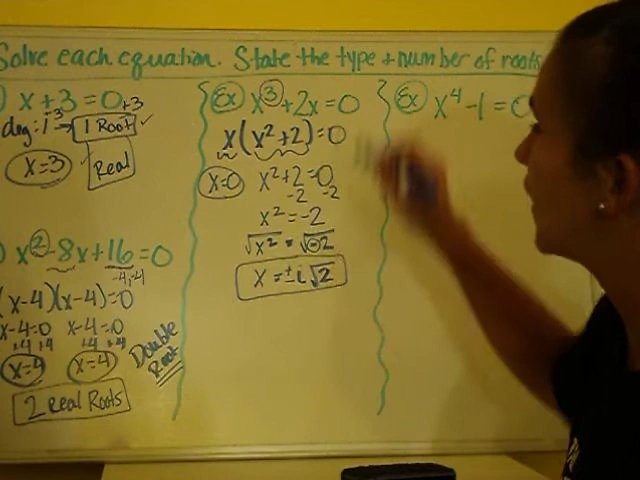 Solve each equation. State the type + number of roots
) x + 3 = 0
-3 +3
deg: 1 → 1 Root ✓
x = 3 ✓
Real
) x² - 8x + 16 = 0
-4,-4
(x-4)(x-4)=0
x-4=0 x-4=0
+4 +4 +4 +4
x=4 x=4
Double Root
2 Real Roots
Ex x³ + 2x = 0
x(x² + 2) = 0
x=0 x² + 2 = 0
-2 -2
x² = -2
√x² = √-2
x = ± i √2
Ex x⁴ - 1 = 0